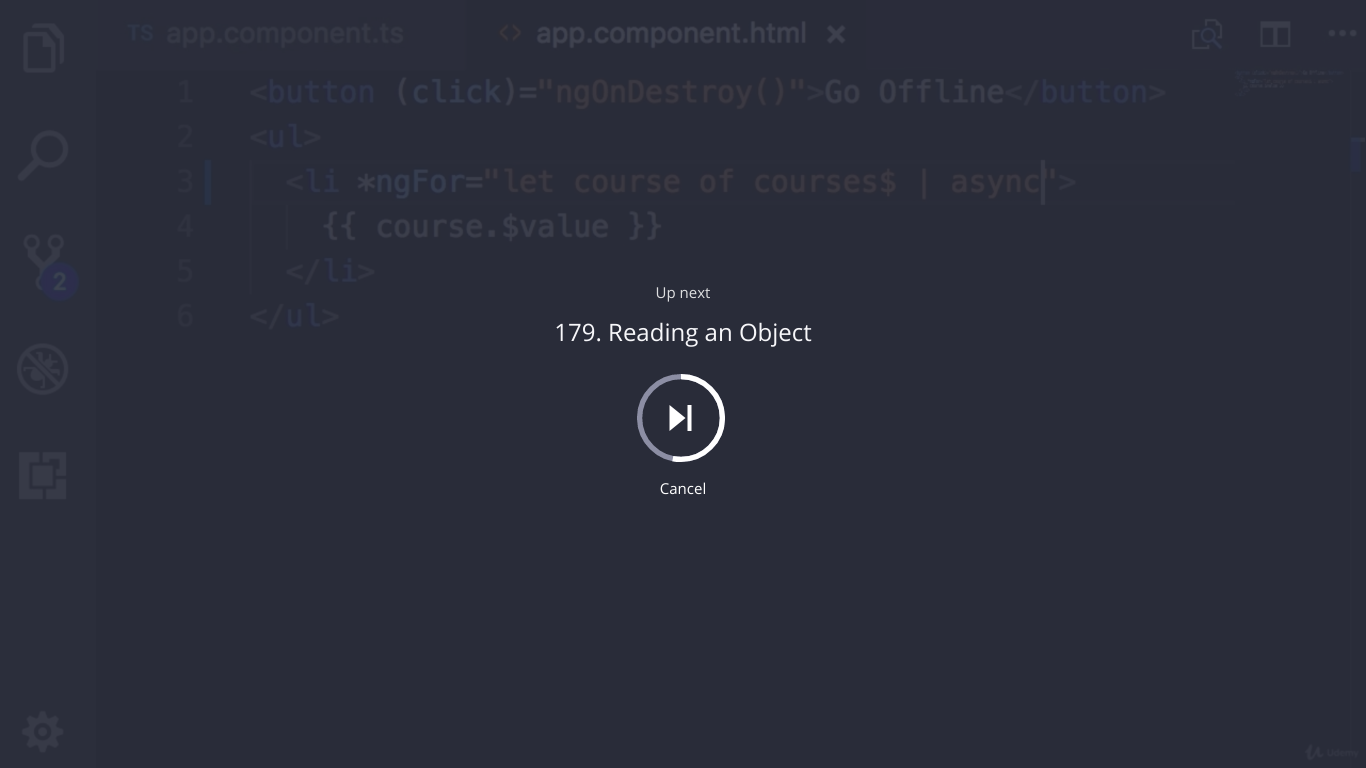 TS app.component.ts <> app.component.html
1 <button (click)="ngOnDestroy()">Go Offline</button>
2 <ul>
3 <li *ngFor="let course of courses$ | async">
4 {{ course.$value }}
2
5 </li>
6 </ul>
Up next
179. Reading an Object
Cancel
Udemy